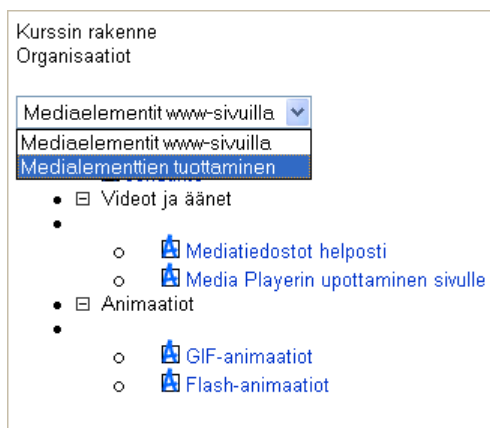 Kurssin rakenne
Organisaatiot
Mediaelementit www-sivuilla
Mediaelementit www-sivuilla
Medialementtien tuottaminen
Videot ja äänet
Mediatiedostot helposti
Media Playerin upottaminen sivulle
Animaatiot
GIF-animaatiot
Flash-animaatiot